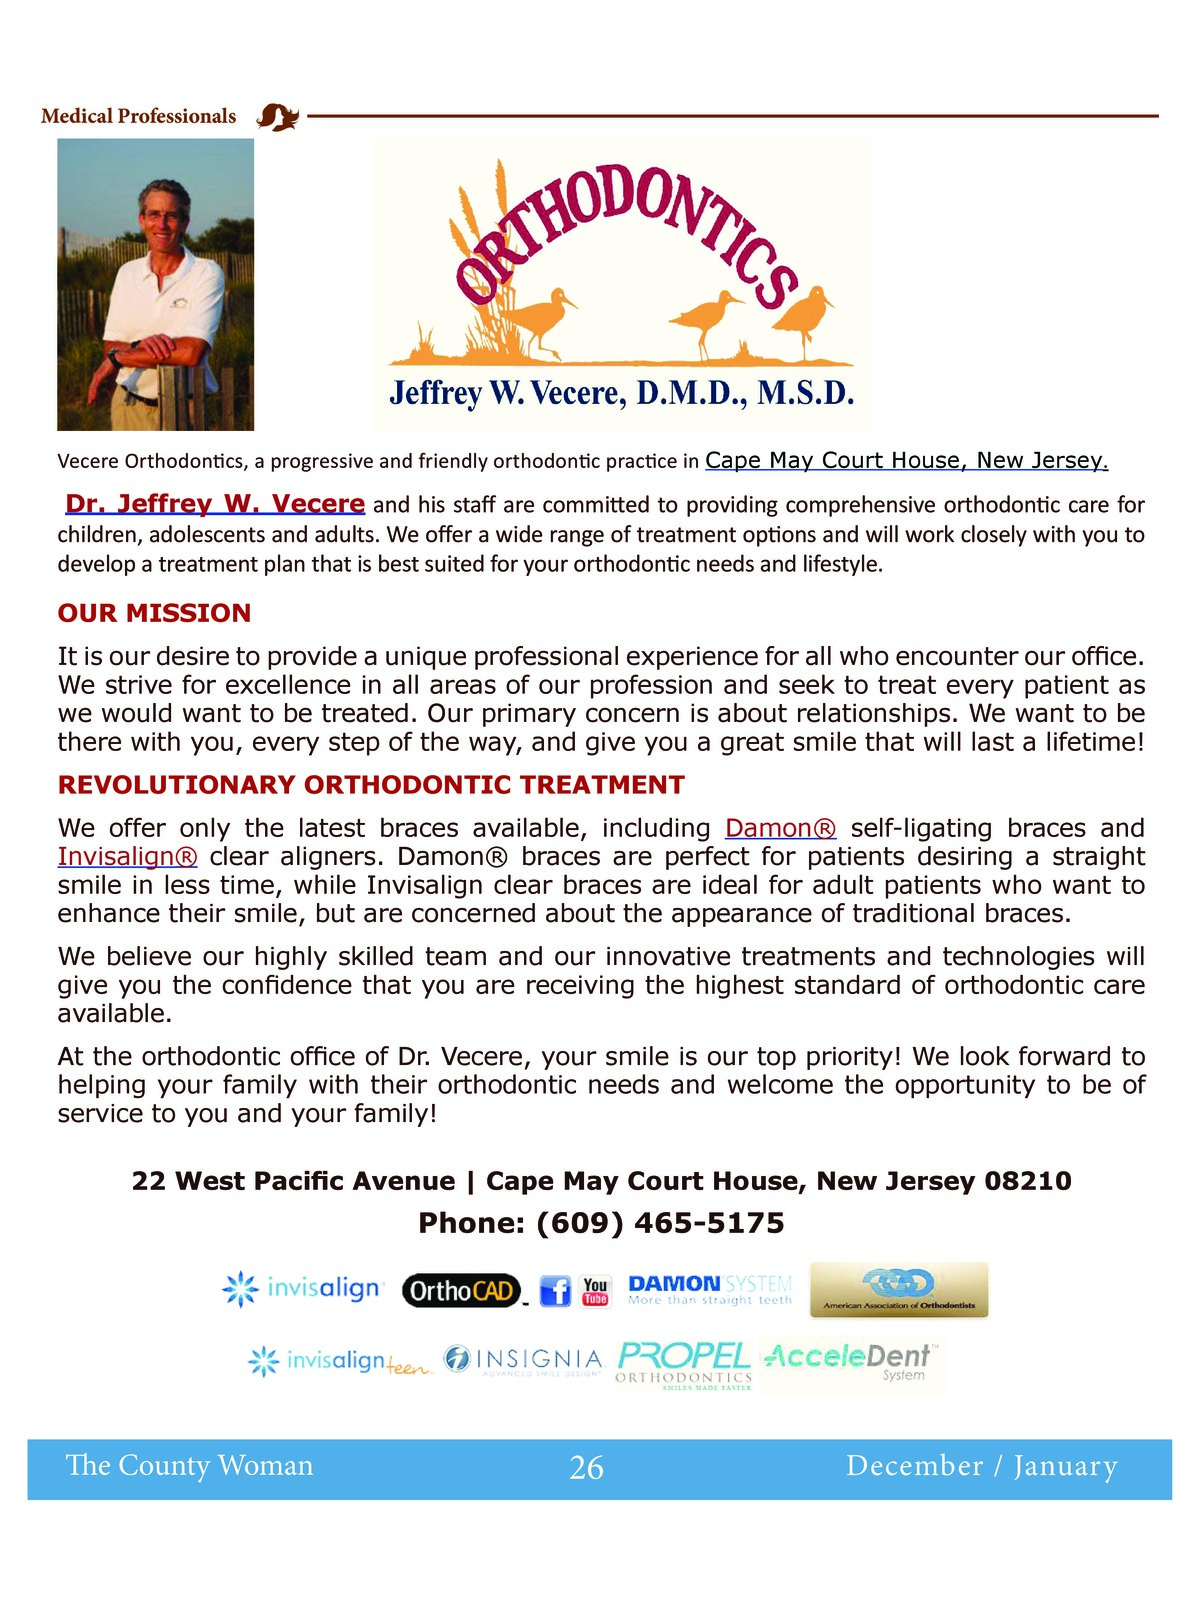 Medical Professionals
ORTHODONTICS
Jeffrey W. Vecere, D.M.D., M.S.D.
Vecere Orthodontics, a progressive and friendly orthodontic practice in Cape May Court House, New Jersey.
Dr. Jeffrey W. Vecere and his staff are committed to providing comprehensive orthodontic care for
children, adolescents and adults. We offer a wide range of treatment options and will work closely with you to
develop a treatment plan that is best suited for your orthodontic needs and lifestyle.
OUR MISSION
It is our desire to provide a unique professional experience for all who encounter our office.
We strive for excellence in all areas of our profession and seek to treat every patient as
we would want to be treated. Our primary concern is about relationships. We want to be
there with you, every step of the way, and give you a great smile that will last a lifetime!
REVOLUTIONARY ORTHODONTIC TREATMENT
We offer only the latest braces available, including Damon® self-ligating braces and
Invisalign® clear aligners. Damon® braces are perfect for patients desiring a straight
smile in less time, while Invisalign clear braces are ideal for adult patients who want to
enhance their smile, but are concerned about the appearance of traditional braces.
We believe our highly skilled team and our innovative treatments and technologies will
give you the confidence that you are receiving the highest standard of orthodontic care
available.
At the orthodontic office of Dr. Vecere, your smile is our top priority! We look forward to
helping your family with their orthodontic needs and welcome the opportunity to be of
service to you and your family!
22 West Pacific Avenue | Cape May Court House, New Jersey 08210
Phone: (609) 465-5175
invisalign OrthoCAD f You Tube DAMON SYSTEM
More than straight teeth
American Association of Orthodontists
invisalign teen INSIGNIA
ADVANCED SMILE DESIGN
PROPEL
ORTHODONTICS
SMILES MADE FASTER
AcceleDent™
System
The County Woman 26 December / January